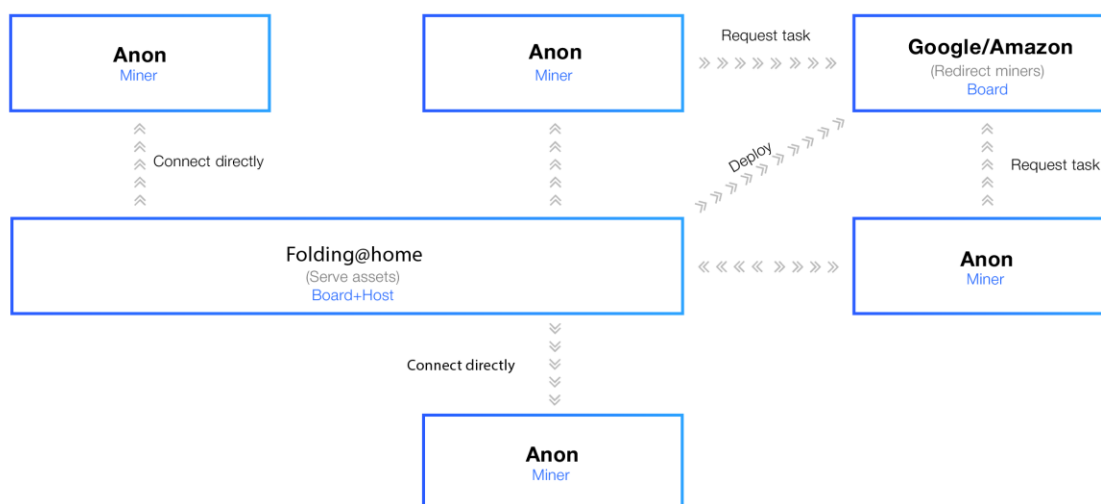 Anon
Miner
Anon
Miner
Request task
Google/Amazon
(Redirect miners)
Board
Connect directly
Deploy
Request task
Folding@home
(Serve assets)
Board+Host
Anon
Miner
Connect directly
Anon
Miner